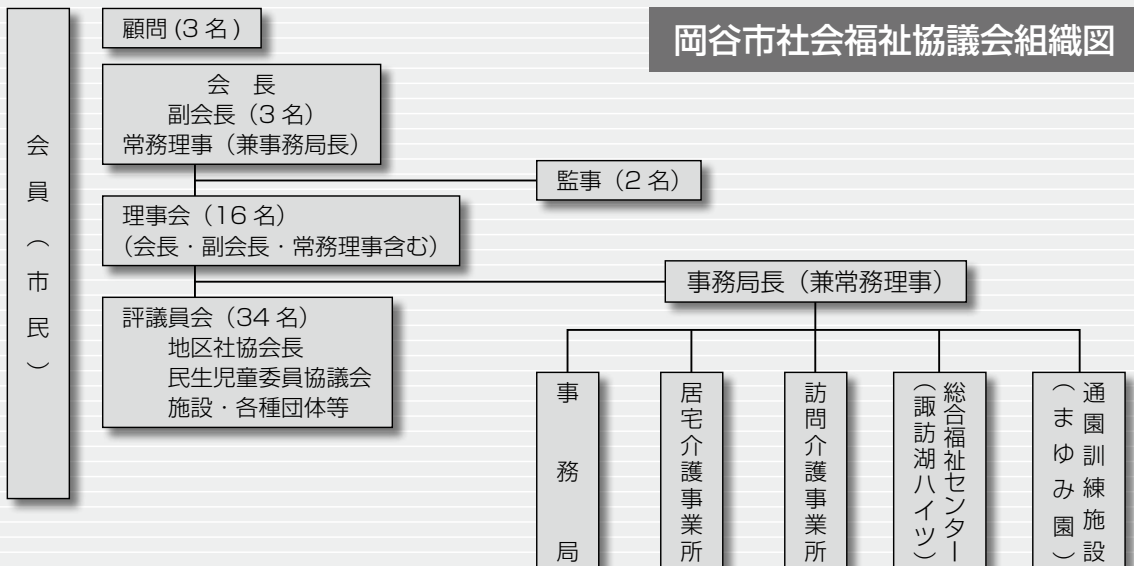 岡谷市社会福祉協議会組織図
会員(市民)
顧問(3名)
会 長
副会長(3名)
常務理事(兼事務局長)
監事(2名)
理事会(16名)
(会長・副会長・常務理事含む)
事務局長(兼常務理事)
評議員会(34名)
地区社協会長
民生児童委員協議会
施設・各種団体等
事務局
居宅介護事業所
訪問介護事業所
総合福祉センター
(諏訪湖ハイツ)
通園訓練施設
(まゆみ園)